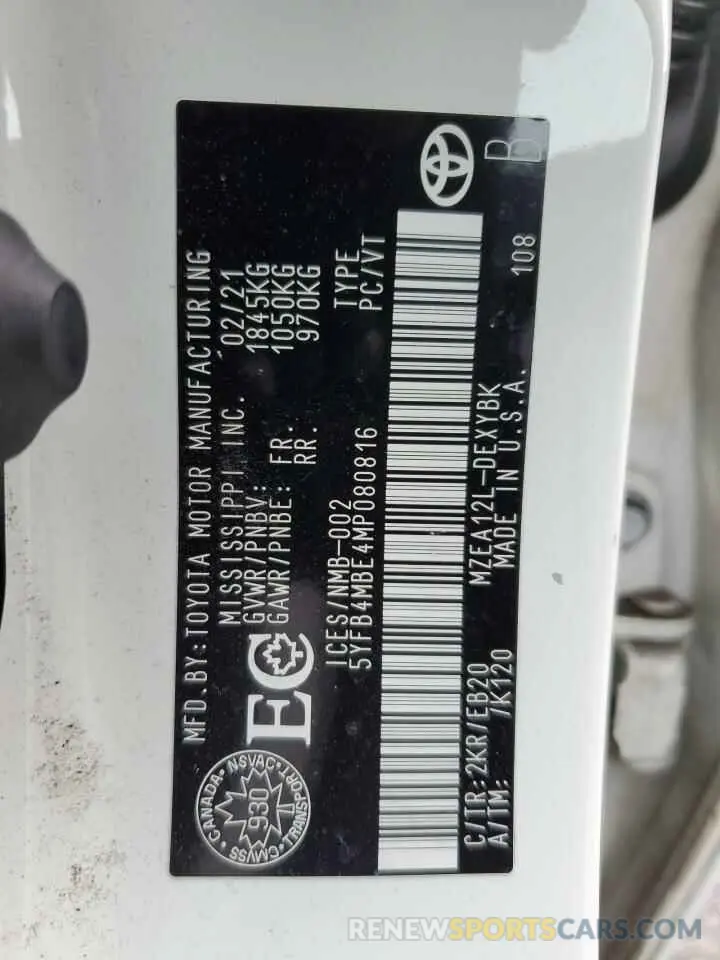 MFD.BY:TOYOTA MOTOR MANUFACTURING
MISSISSIPPI INC. 02/21
GVWR/PNBV: 1845KG
GAWR/PNBE: FR. 1050KG
RR. 970KG
ICES/NMB-002 TYPE
5YFB4MBE4MP080816 PC/VT
C/TR:2KR/EB20 MZEA12L-DEXYBK
A/TM: /K120 MADE IN U.S.A. 108
B
B
CANADA • NSVAC • TRANSPORT • CMVSS
930
EC
RENEWSPORTSCARS.COM